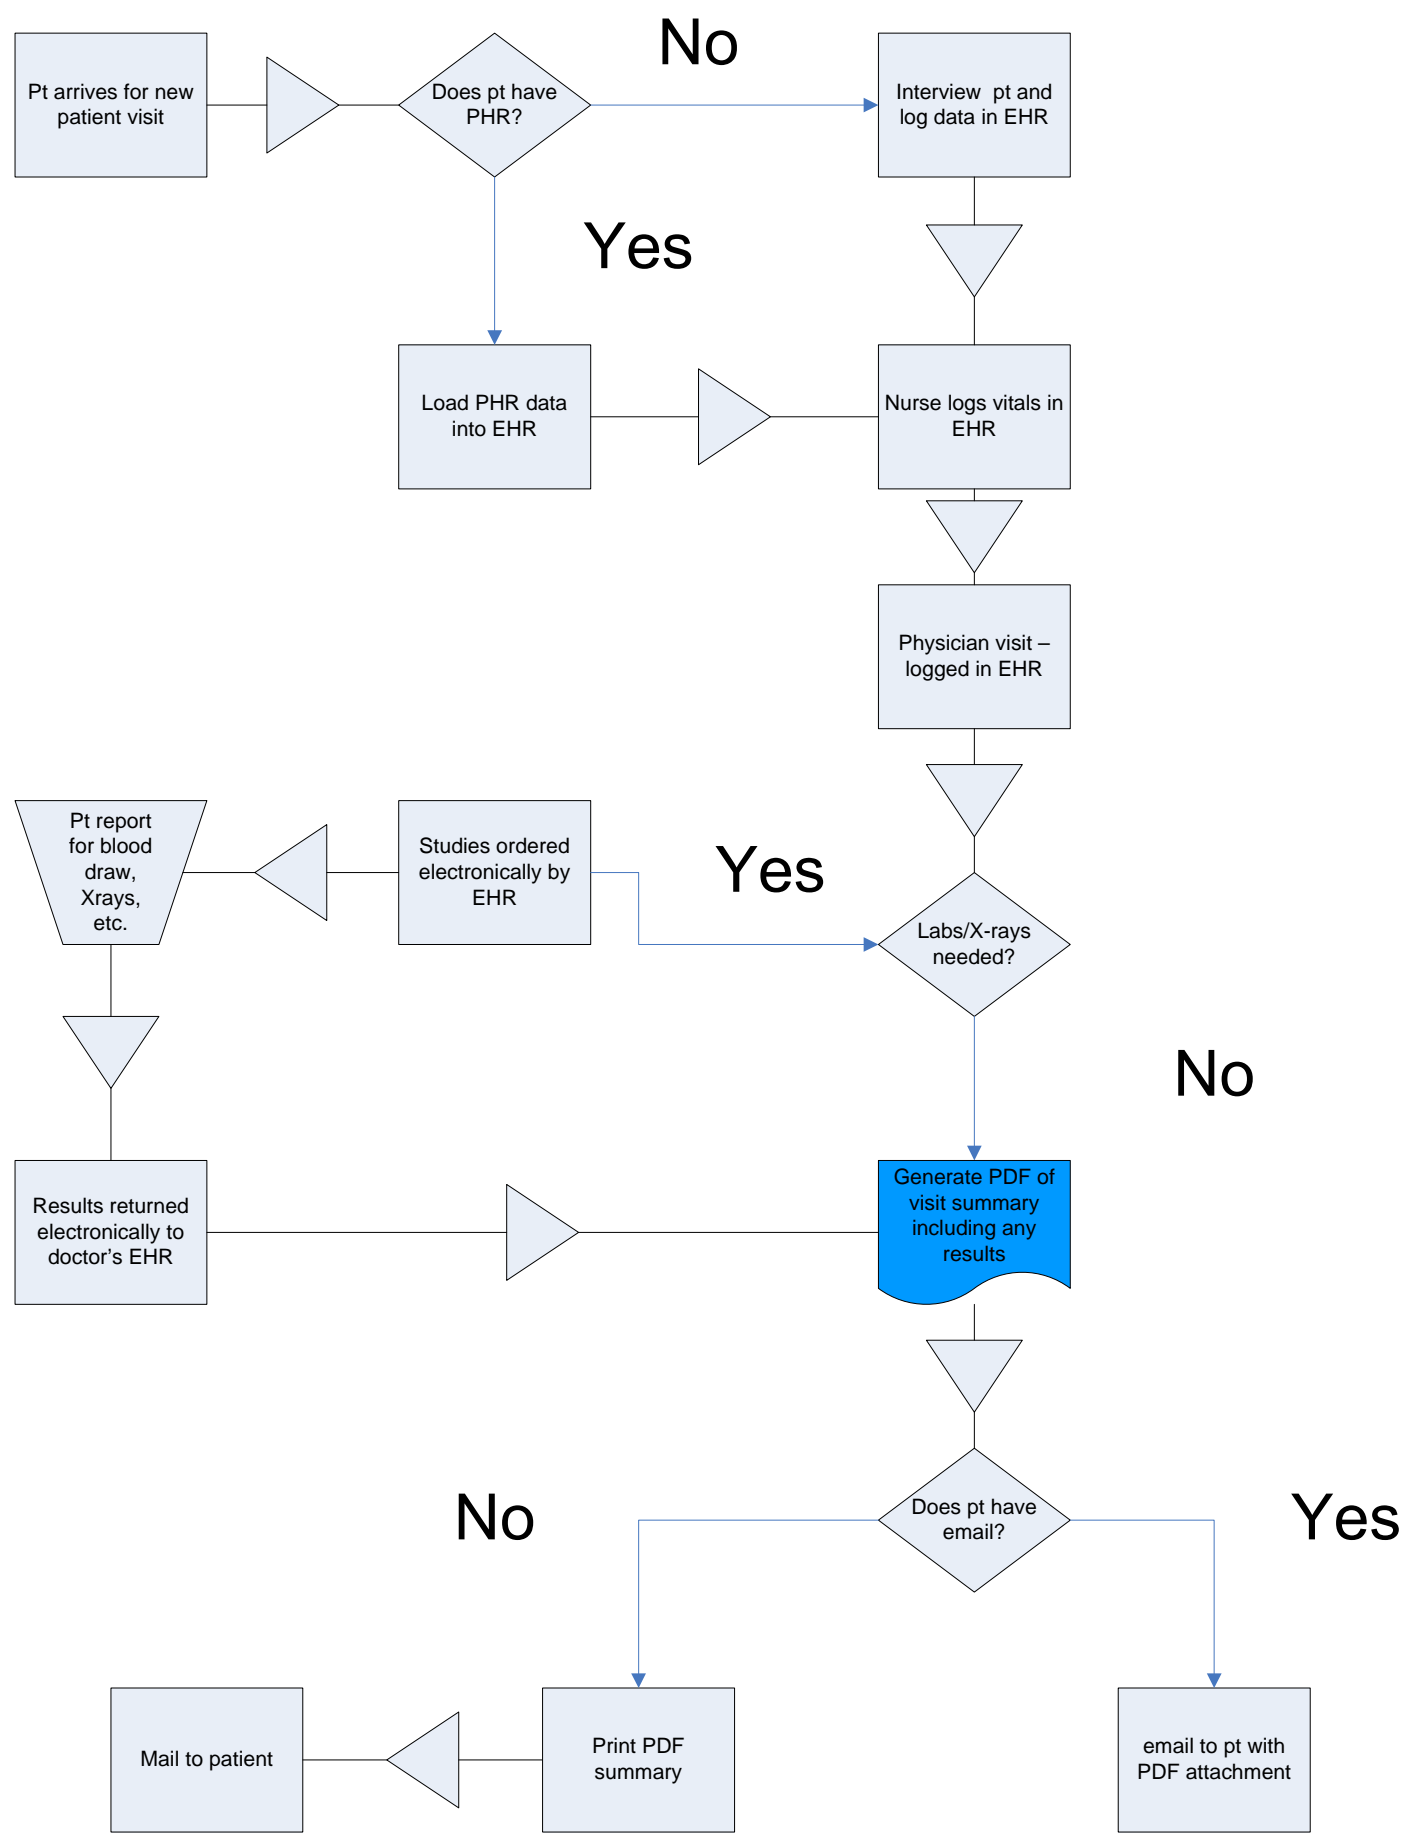 No
Pt arrives for new
patient visit
Does pt have
PHR?
Interview  pt and
log data in EHR
Yes
Load PHR data
into EHR
Nurse logs vitals in
EHR
Physician visit –
logged in EHR
Pt report
for blood
draw,
Xrays,
etc.
Studies ordered
electronically by
EHR
Yes
Labs/X-rays
needed?
No
Results returned
electronically to
doctor’s EHR
Generate PDF of
visit summary
including any
results
No
Does pt have
email?
Yes
Mail to patient
Print PDF
summary
email to pt with
PDF attachment